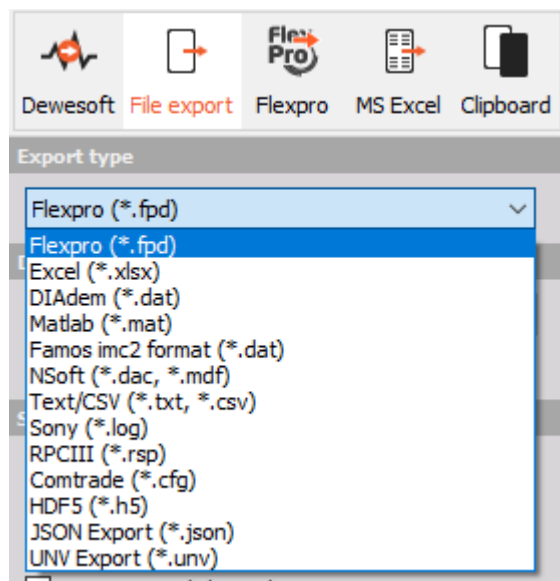 Flex
Pro
Dewesoft File export Flexpro MS Excel Clipboard
Export type
Flexpro (*.fpd)
Flexpro (*.fpd)
Excel (*.xlsx)
DIAdem (*.dat)
Matlab (*.mat)
Famos imc2 format (*.dat)
NSoft (*.dac, *.mdf)
Text/CSV (*.txt, *.csv)
Sony (*.log)
RPCIII (*.rsp)
Comtrade (*.cfg)
HDF5 (*.h5)
JSON Export (*.json)
UNV Export (*.unv)